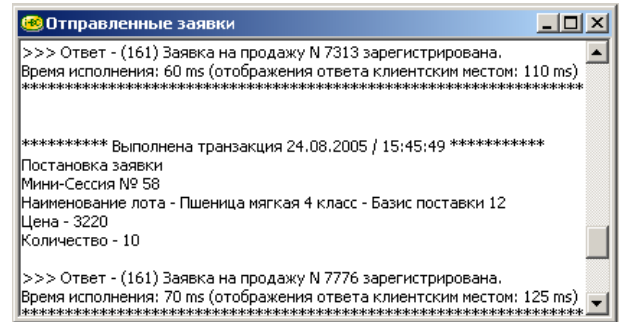 Отправленные заявки
>>> Ответ - (161) Заявка на продажу N 7313 зарегистрирована.
Время исполнения: 60 ms (отображения ответа клиентским местом: 110 ms)
******************************************************************
********** Выполнена транзакция 24.08.2005 / 15:45:49 ***********
Постановка заявки
Мини-Сессия № 58
Наименование лота - Пшеница мягкая 4 класс - Базис поставки 12
Цена - 3220
Количество - 10
>>> Ответ - (161) Заявка на продажу N 7776 зарегистрирована.
Время исполнения: 70 ms (отображения ответа клиентским местом: 125 ms)
******************************************************************